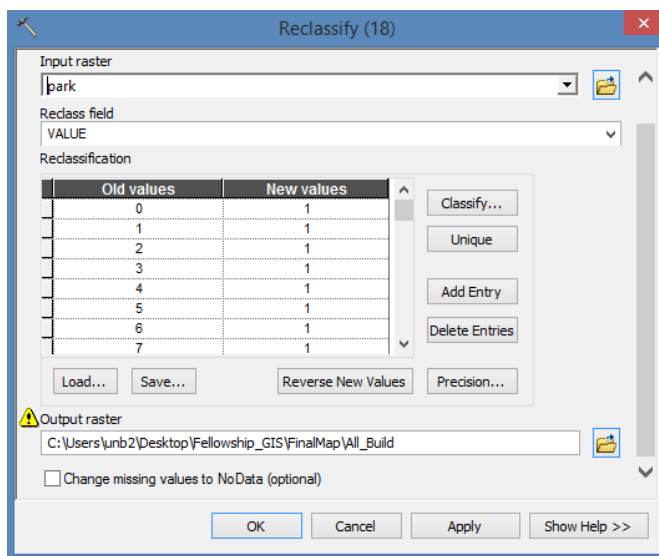 Reclassify (18)
Input raster
park
Reclass field
VALUE
Reclassification
Old values New values
0 1
1 1
2 1
3 1
4 1
5 1
6 1
7 1
Classify...
Unique
Add Entry
Delete Entries
Load... Save... Reverse New Values Precision...
Output raster
C:\Users\unb2\Desktop\Fellowship_GIS\FinalMap\All_Build
Change missing values to NoData (optional)
OK Cancel Apply Show Help >>